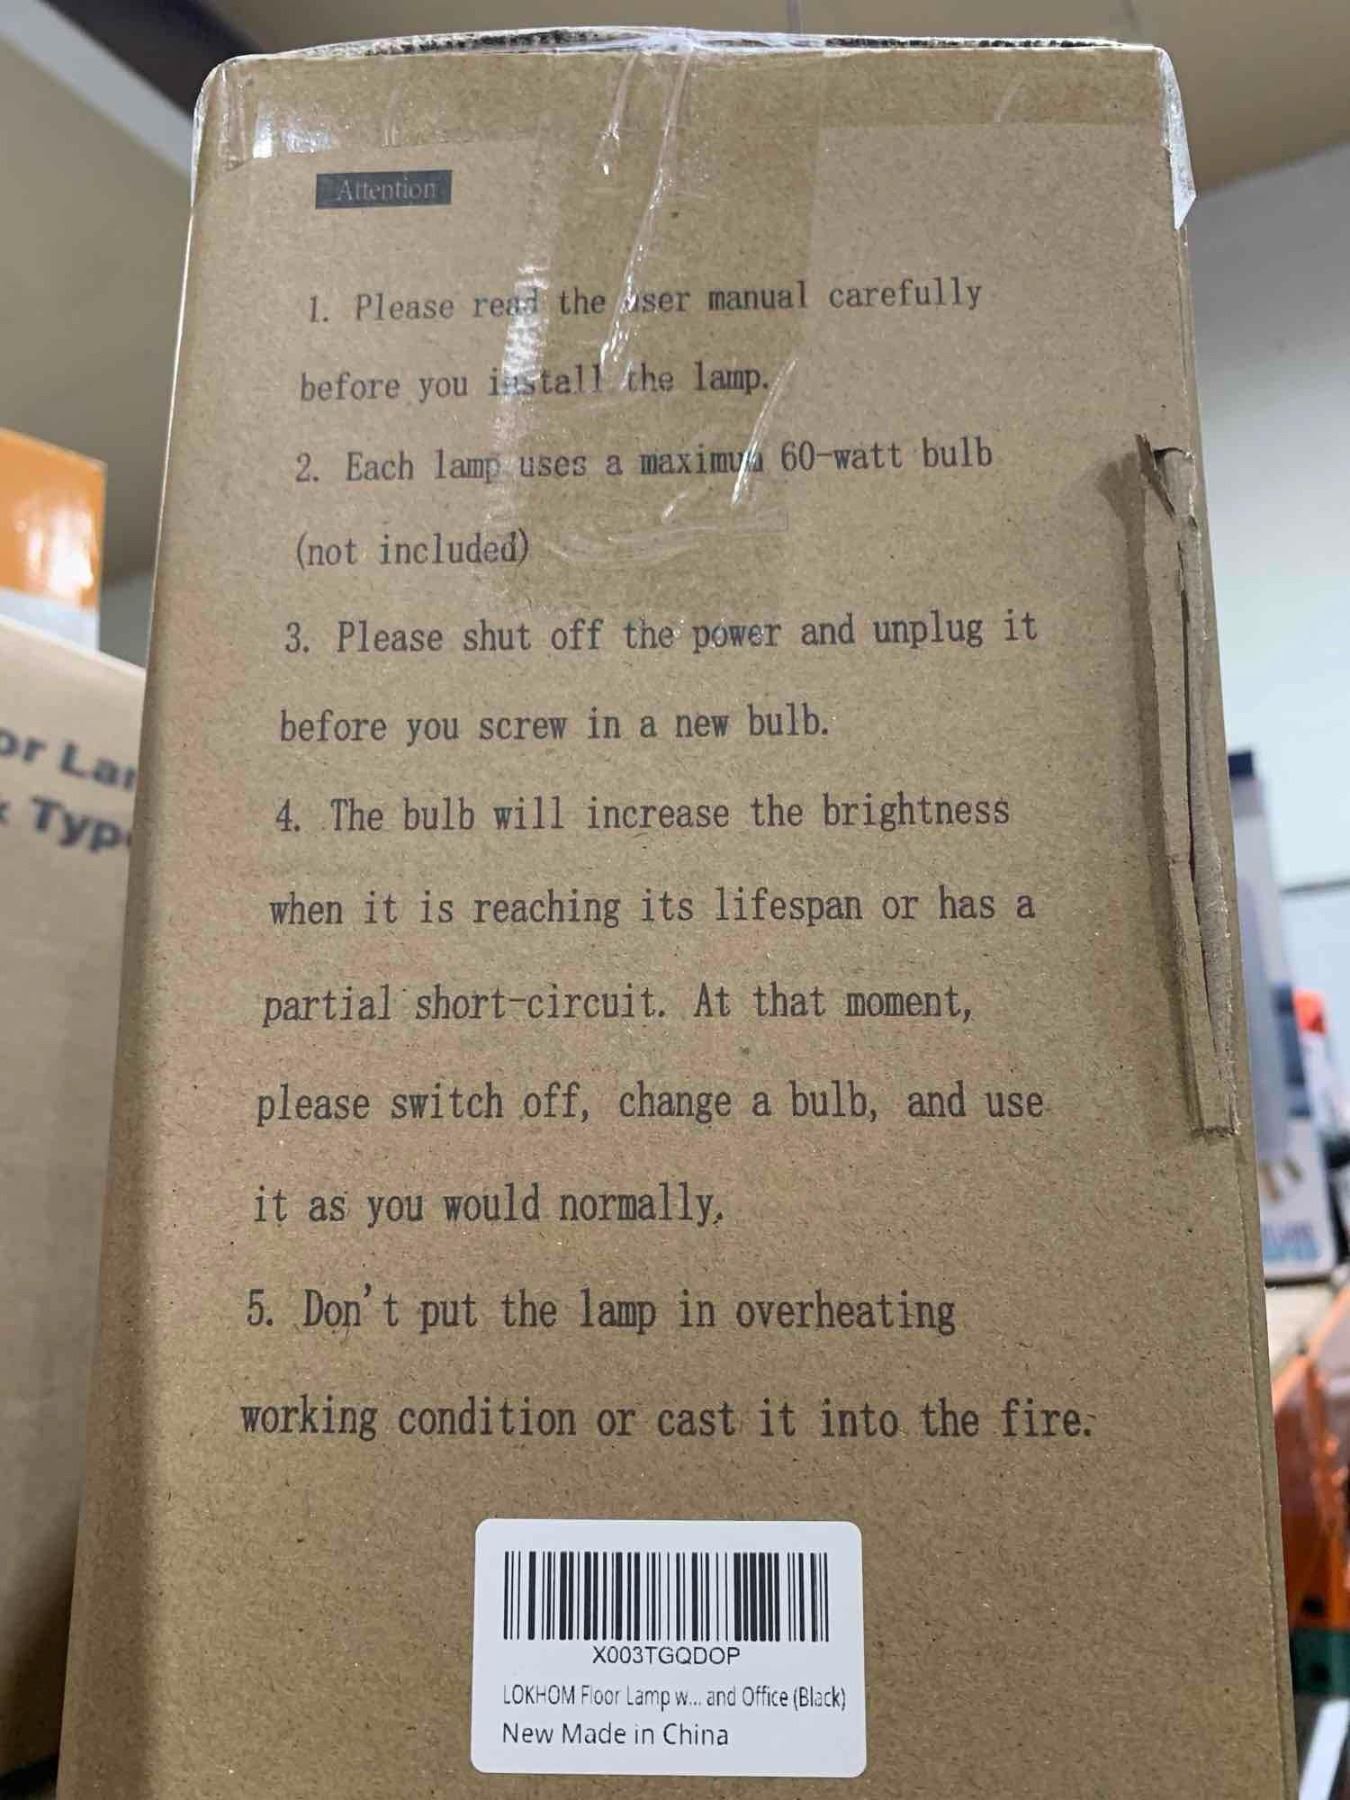 Attention
1. Please read the user manual carefully
before you install the lamp.
2. Each lamp uses a maximum 60-watt bulb
(not included)
3. Please shut off the power and unplug it
before you screw in a new bulb.
4. The bulb will increase the brightness
when it is reaching its lifespan or has a
partial short-circuit. At that moment,
please switch off, change a bulb, and use
it as you would normally.
5. Don't put the lamp in overheating
working condition or cast it into the fire.
X003TGQDOP
LOKHOM Floor Lamp w... and Office (Black)
New Made in China
or Lar
Typ